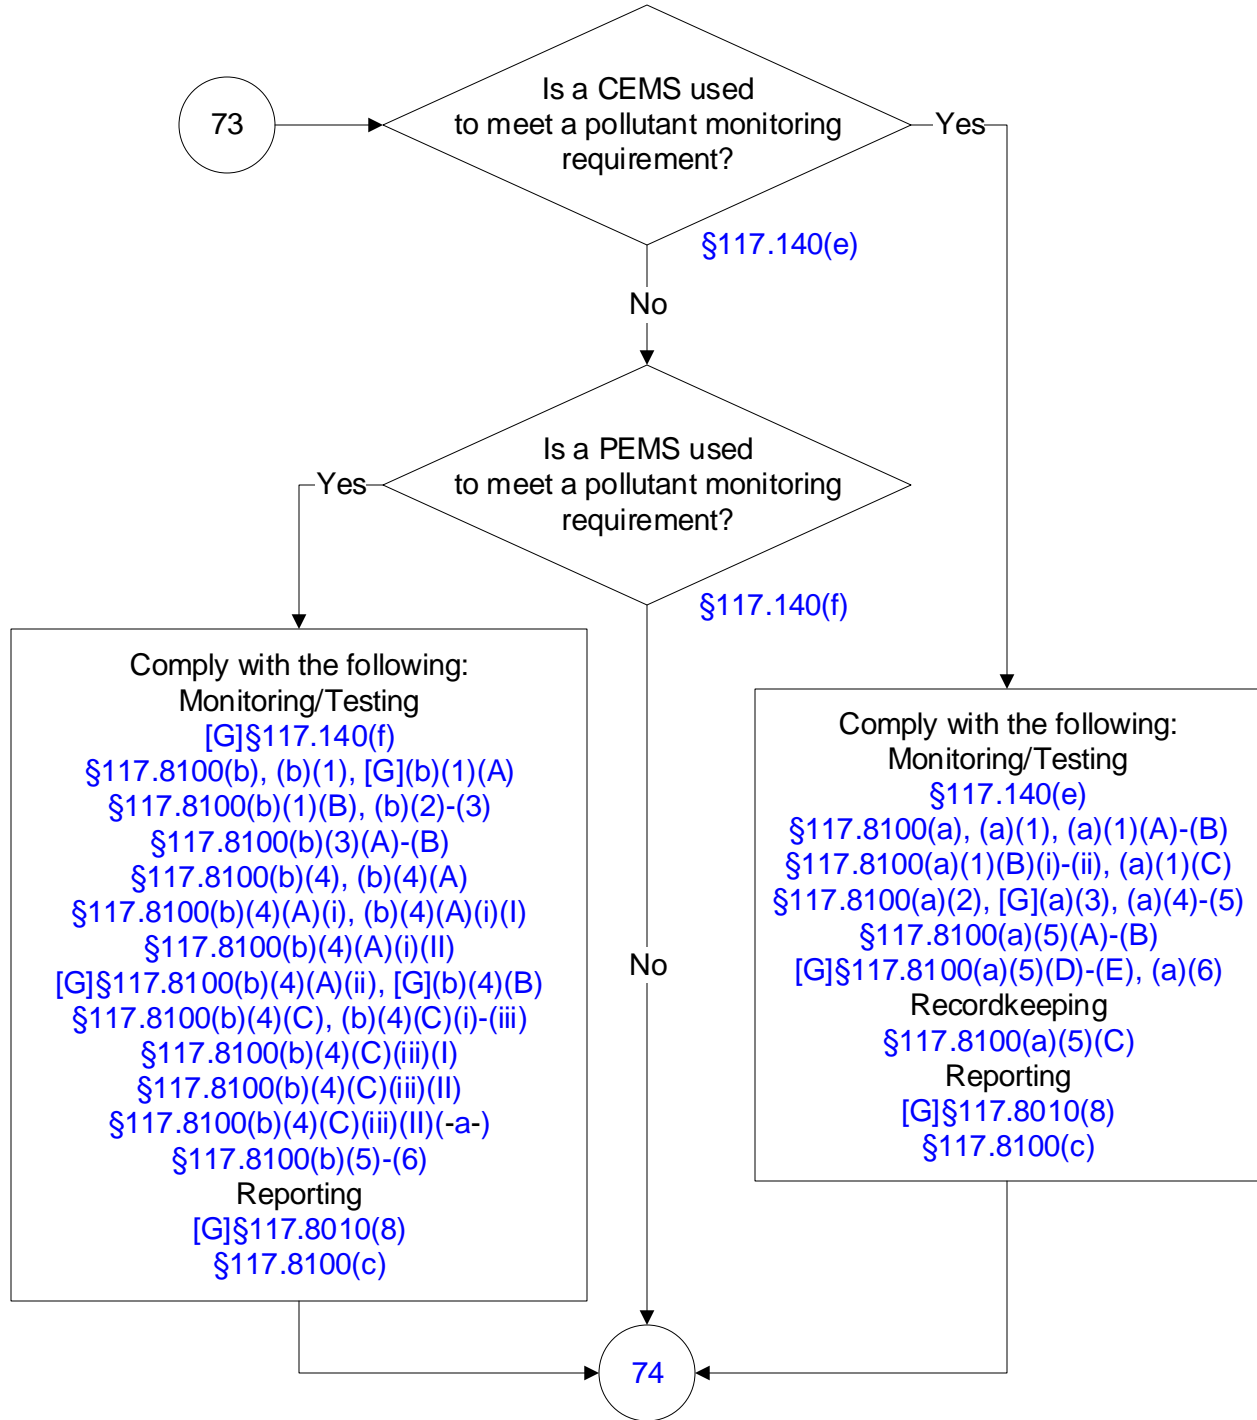 73
Is a CEMS used
to meet a pollutant monitoring
requirement?
Yes
§117.140(e)
No
Is a PEMS used
to meet a pollutant monitoring
requirement?
Yes
§117.140(f)
No
Comply with the following:
Monitoring/Testing
[G]§117.140(f)
§117.8100(b), (b)(1), [G](b)(1)(A)
§117.8100(b)(1)(B), (b)(2)-(3)
§117.8100(b)(3)(A)-(B)
§117.8100(b)(4), (b)(4)(A)
§117.8100(b)(4)(A)(i), (b)(4)(A)(i)(I)
§117.8100(b)(4)(A)(i)(II)
[G]§117.8100(b)(4)(A)(ii), [G](b)(4)(B)
§117.8100(b)(4)(C), (b)(4)(C)(i)-(iii)
§117.8100(b)(4)(C)(iii)(I)
§117.8100(b)(4)(C)(iii)(II)
§117.8100(b)(4)(C)(iii)(II)(-a-)
§117.8100(b)(5)-(6)
Reporting
[G]§117.8010(8)
§117.8100(c)
Comply with the following:
Monitoring/Testing
§117.140(e)
§117.8100(a), (a)(1), (a)(1)(A)-(B)
§117.8100(a)(1)(B)(i)-(ii), (a)(1)(C)
§117.8100(a)(2), [G](a)(3), (a)(4)-(5)
§117.8100(a)(5)(A)-(B)
[G]§117.8100(a)(5)(D)-(E), (a)(6)
Recordkeeping
§117.8100(a)(5)(C)
Reporting
[G]§117.8010(8)
§117.8100(c)
74